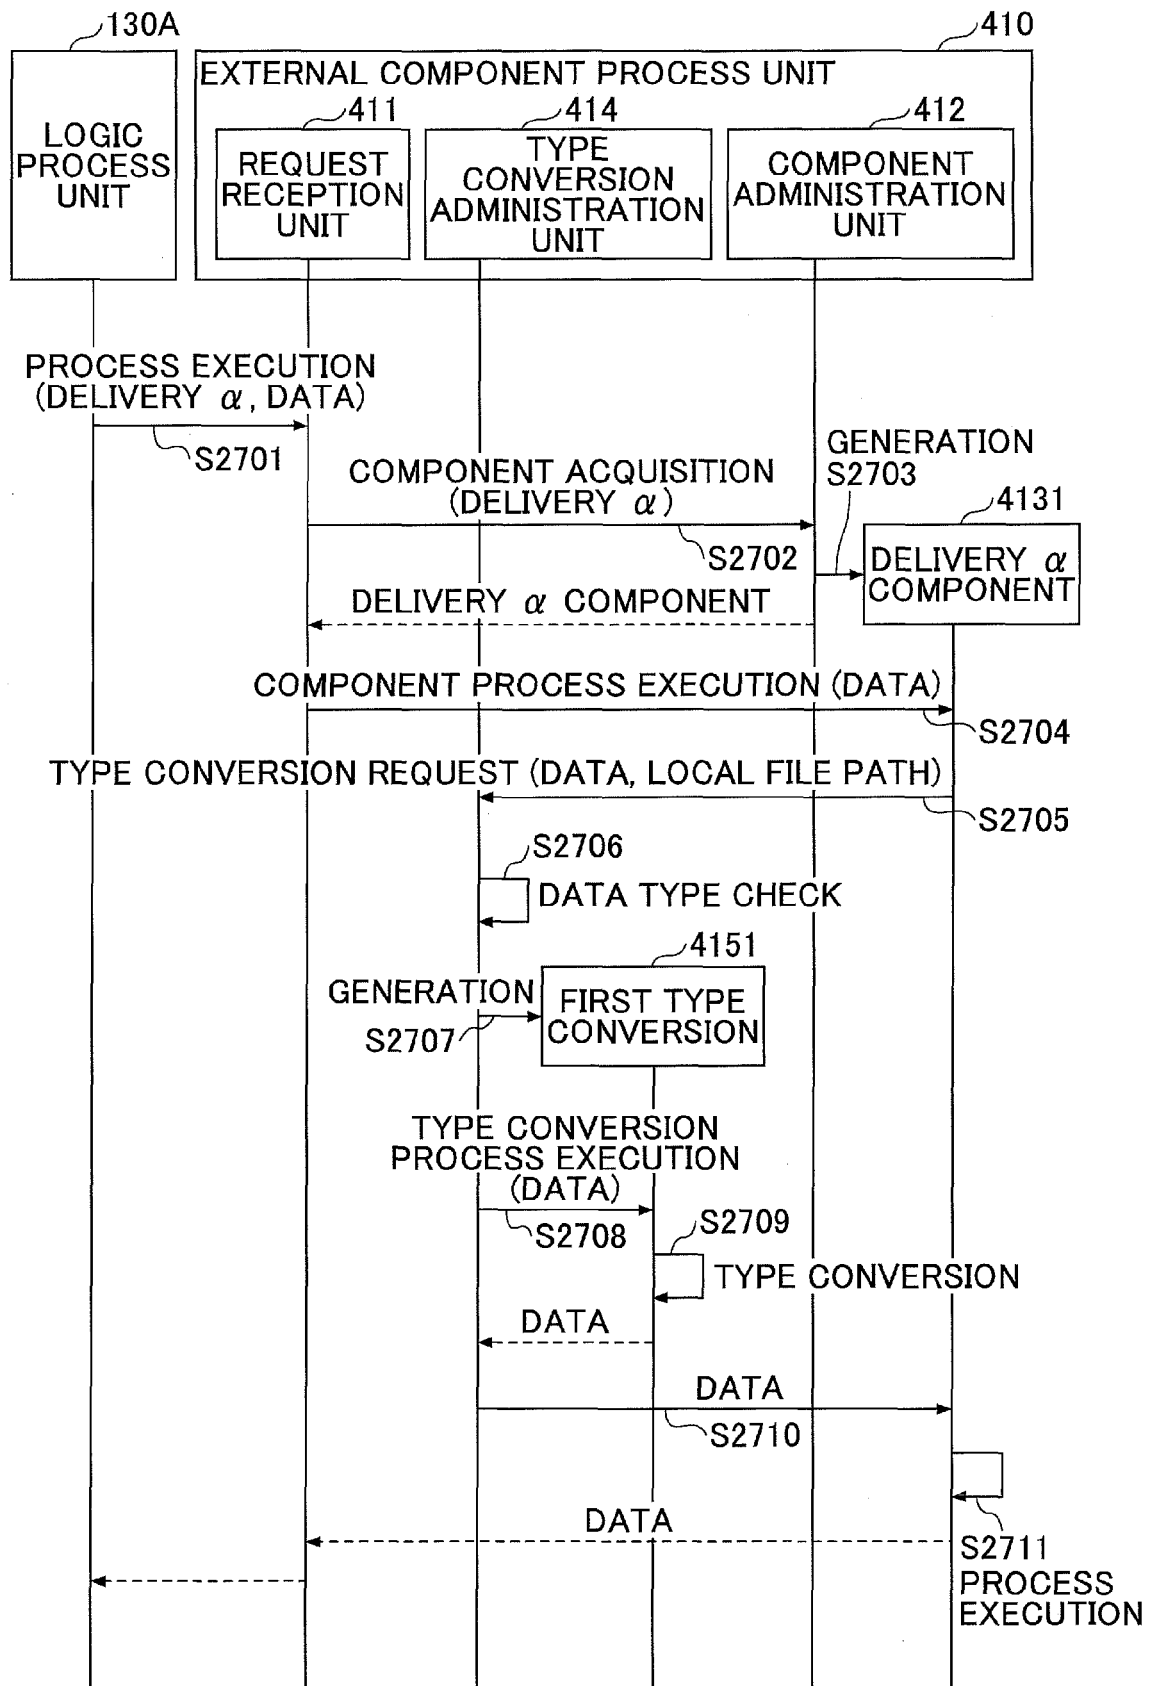 130A
410
EXTERNAL COMPONENT PROCESS UNIT
LOGIC
PROCESS
UNIT
411
REQUEST
RECEPTION
UNIT
414
TYPE
CONVERSION
ADMINISTRATION
UNIT
412
COMPONENT
ADMINISTRATION
UNIT
PROCESS EXECUTION
(DELIVERY α, DATA)
S2701
COMPONENT ACQUISITION
(DELIVERY α)
S2702
GENERATION
S2703
4131
DELIVERY α
COMPONENT
DELIVERY α COMPONENT
COMPONENT PROCESS EXECUTION (DATA)
S2704
TYPE CONVERSION REQUEST (DATA, LOCAL FILE PATH)
S2705
S2706
DATA TYPE CHECK
4151
GENERATION
S2707
FIRST TYPE
CONVERSION
TYPE CONVERSION
PROCESS EXECUTION
(DATA)
S2708
S2709
TYPE CONVERSION
DATA
DATA
S2710
DATA
S2711
PROCESS
EXECUTION